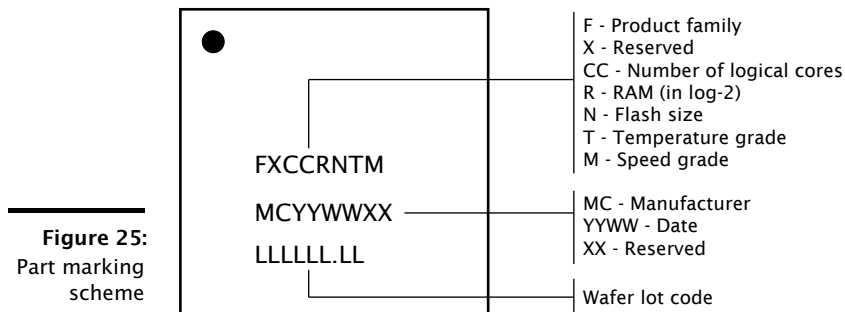 F - Product family
X - Reserved
CC - Number of logical cores
R - RAM (in log-2)
N - Flash size
T - Temperature grade
M - Speed grade
FXCCRNTM
MCYYWWXX
MC - Manufacturer
YYWW - Date
XX - Reserved
LLLLLL.LL
Wafer lot code
Figure 25:
Part marking
scheme